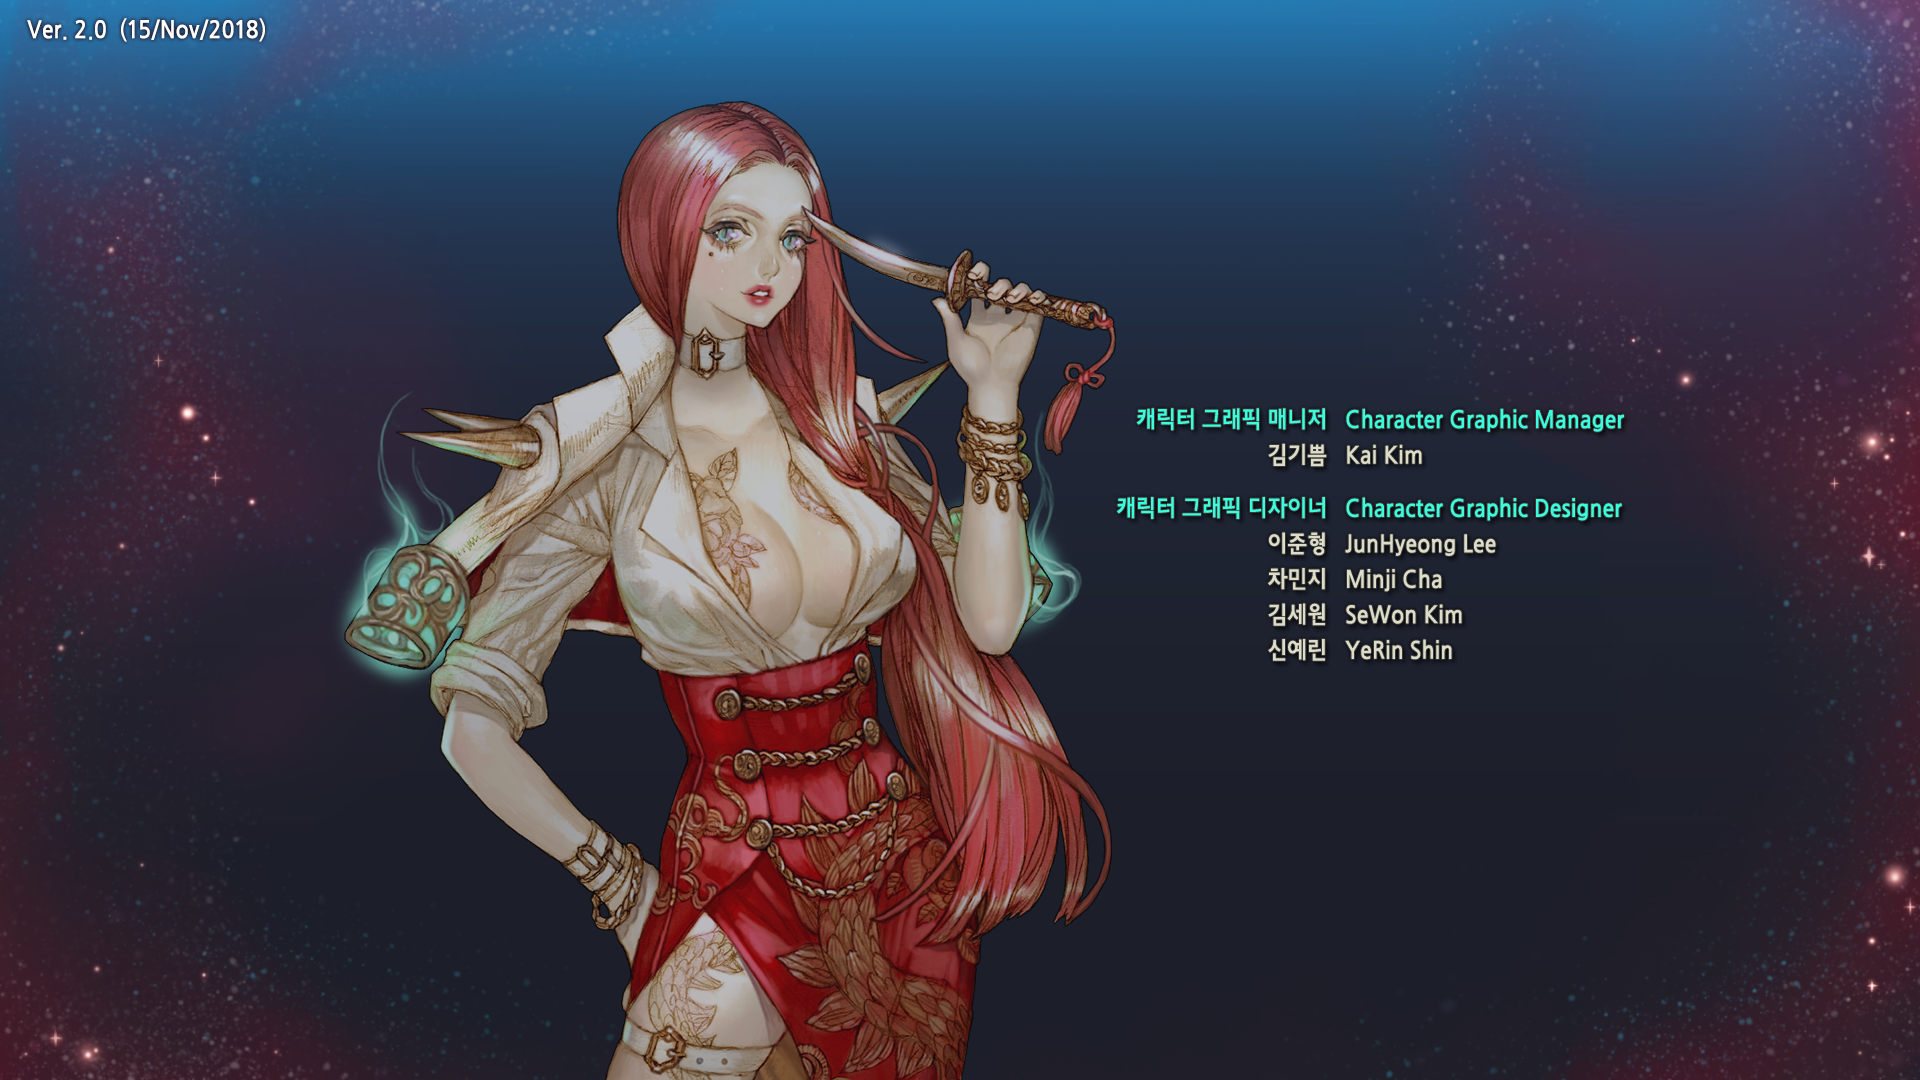 Ver. 2.0 (15/Nov/2018)
캐릭터 그래픽 매니저 Character Graphic Manager
김기쁨 Kai Kim
캐릭터 그래픽 디자이너 Character Graphic Designer
이준형 JunHyeong Lee
차민지 Minji Cha
김세원 SeWon Kim
신예린 YeRin Shin